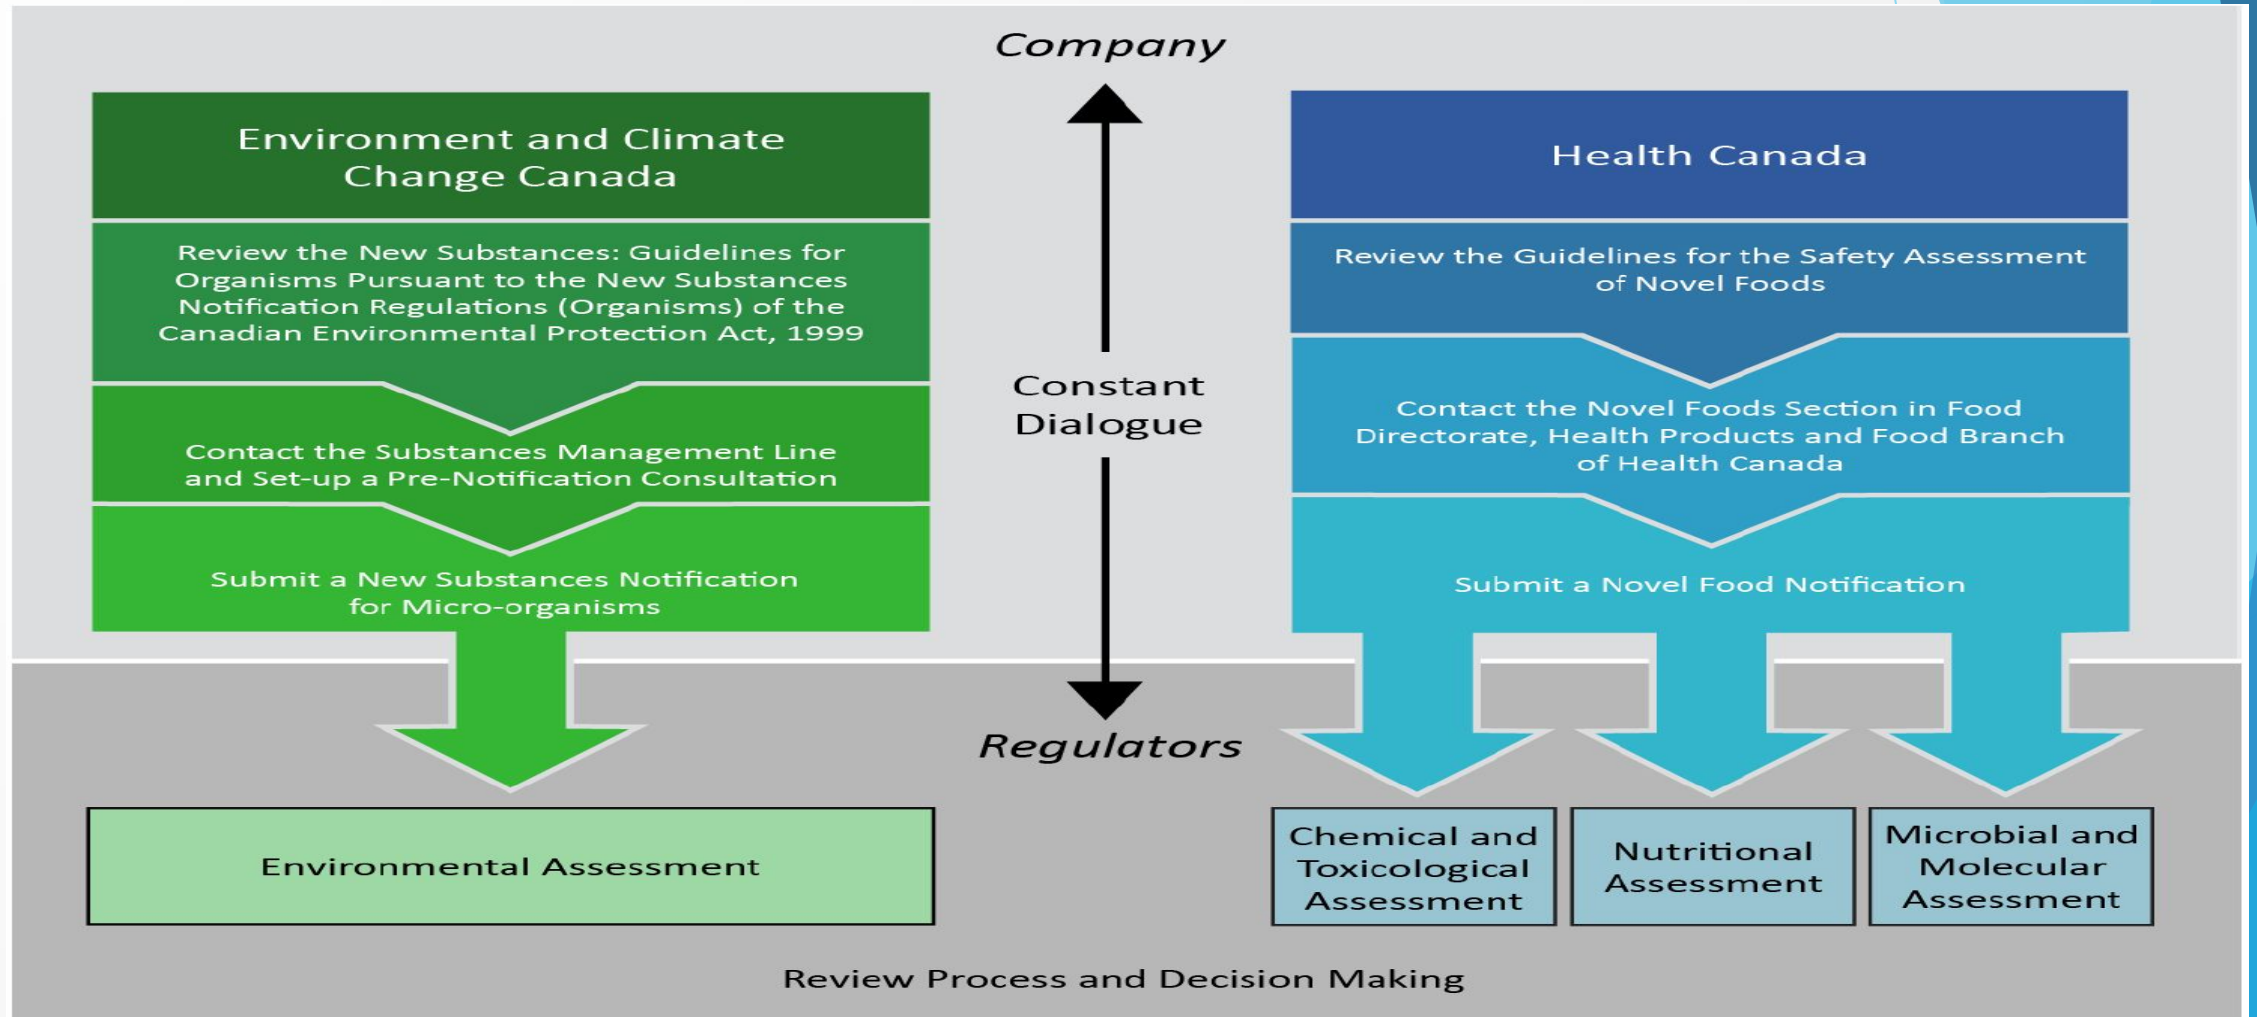 Company
Environment and Climate
Change Canada
Review the New Substances: Guidelines for
Organisms Pursuant to the New Substances
Notification Regulations (Organisms) of the
Canadian Environmental Protection Act, 1999
Contact the Substances Management Line
and Set-up a Pre-Notification Consultation
Submit a New Substances Notification
for Micro-organisms
Environmental Assessment
Constant
Dialogue
Regulators
Health Canada
Review the Guidelines for the Safety Assessment
of Novel Foods
Contact the Novel Foods Section in Food
Directorate, Health Products and Food Branch
of Health Canada
Submit a Novel Food Notification
Chemical and
Toxicological
Assessment
Nutritional
Assessment
Microbial and
Molecular
Assessment
Review Process and Decision Making